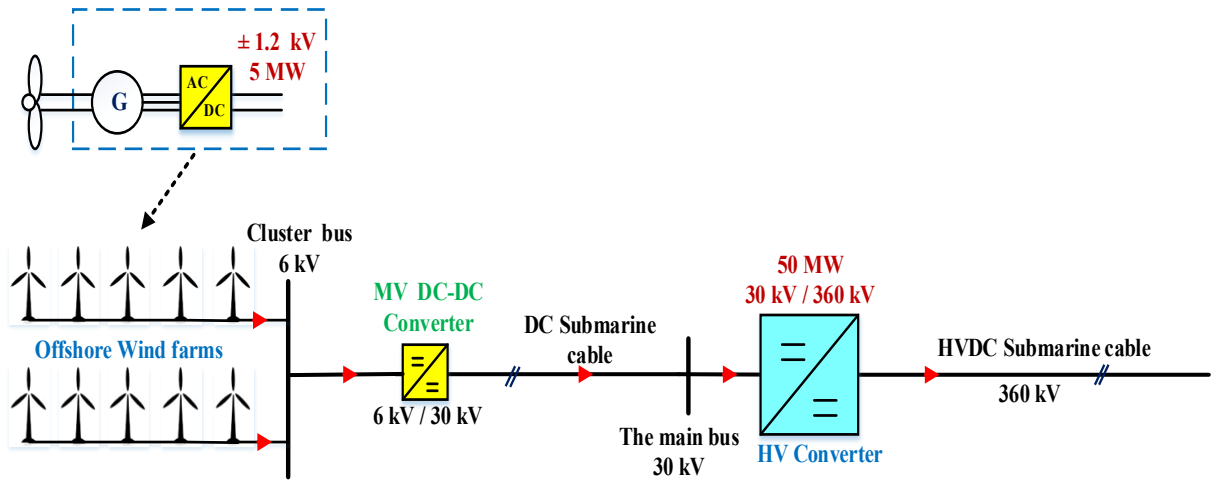 ± 1.2 kV
5 MW
G
AC
DC
Cluster bus
6 kV
Offshore Wind farms
MV DC-DC
Converter
6 kV / 30 kV
DC Submarine
cable
The main bus
30 kV
50 MW
30 kV / 360 kV
HV Converter
HVDC Submarine cable
360 kV